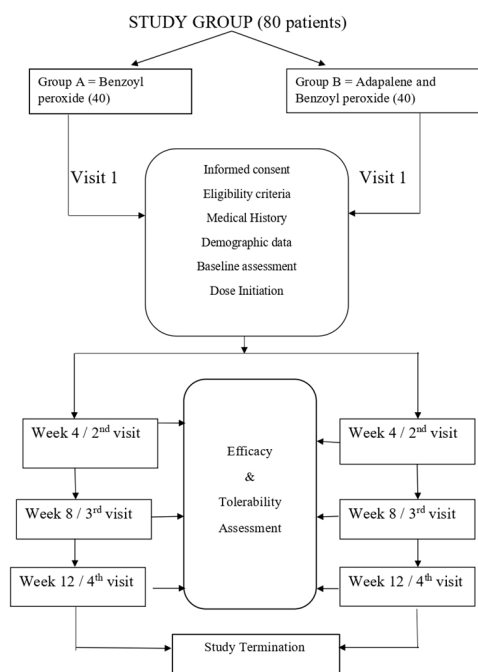 STUDY GROUP (80 patients)
Group A = Benzoyl
peroxide (40)
Group B = Adapalene and
Benzoyl peroxide (40)
Visit 1
Visit 1
Informed consent
Eligibility criteria
Medical History
Demographic data
Baseline assessment
Dose Initiation
Week 4 / 2nd visit
Week 8 / 3rd visit
Week 12 / 4th visit
Efficacy
&
Tolerability
Assessment
Week 4 / 2nd visit
Week 8 / 3rd visit
Week 12 / 4th visit
Study Termination